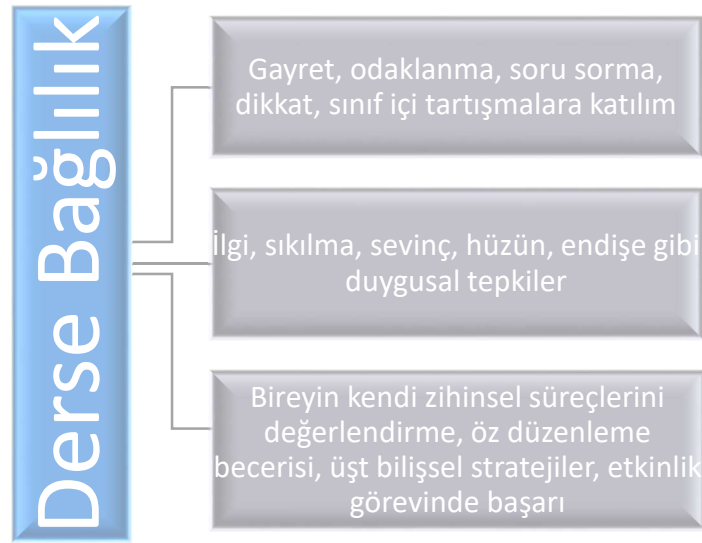 Derse Bağlılık
Gayret, odaklanma, soru sorma,
dikkat, sınıf içi tartışmalara katılım
İlgi, sıkılma, sevinç, hüzün, endişe gibi
duygusal tepkiler
Bireyin kendi zihinsel süreçlerini
değerlendirme, öz düzenleme
becerisi, üşt bilişsel stratejiler, etkinlik
görevinde başarı